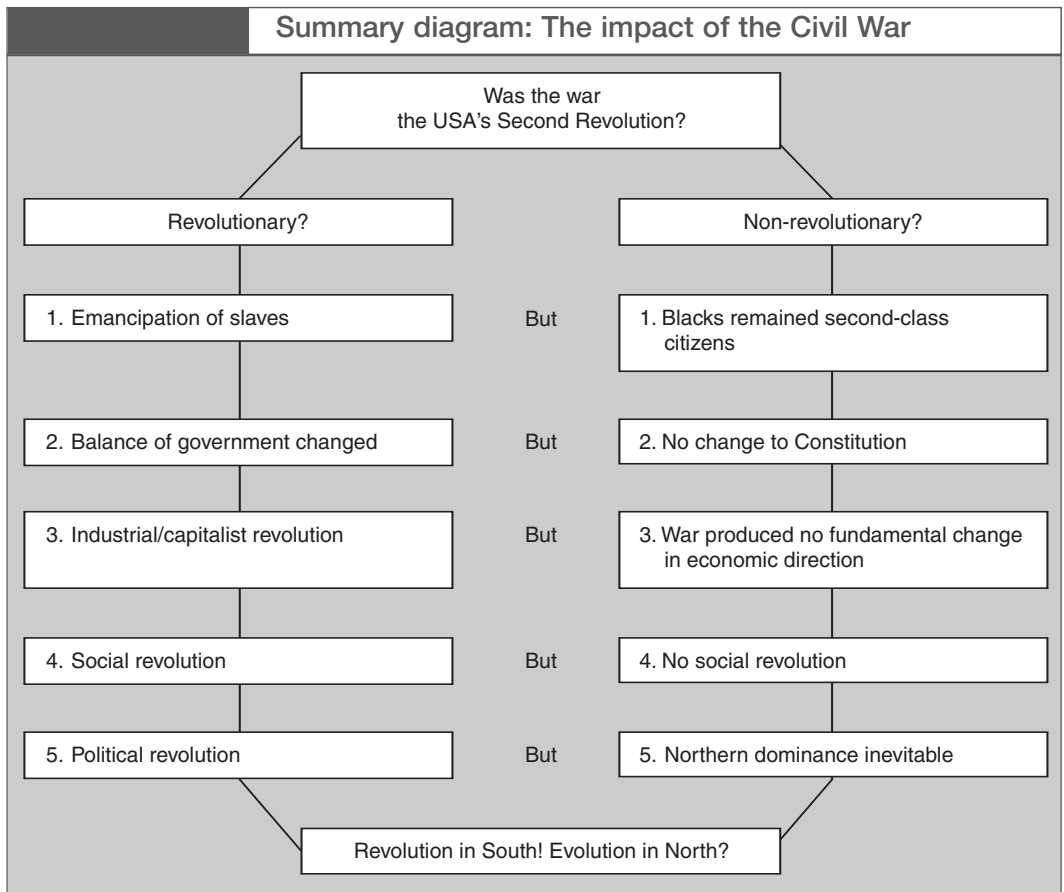 Summary diagram: The impact of the Civil War
Was the war
the USA's Second Revolution?
Revolutionary?
Non-revolutionary?
1. Emancipation of slaves
But
1. Blacks remained second-class
citizens
2. Balance of government changed
But
2. No change to Constitution
3. Industrial/capitalist revolution
But
3. War produced no fundamental change
in economic direction
4. Social revolution
But
4. No social revolution
5. Political revolution
But
5. Northern dominance inevitable
Revolution in South! Evolution in North?